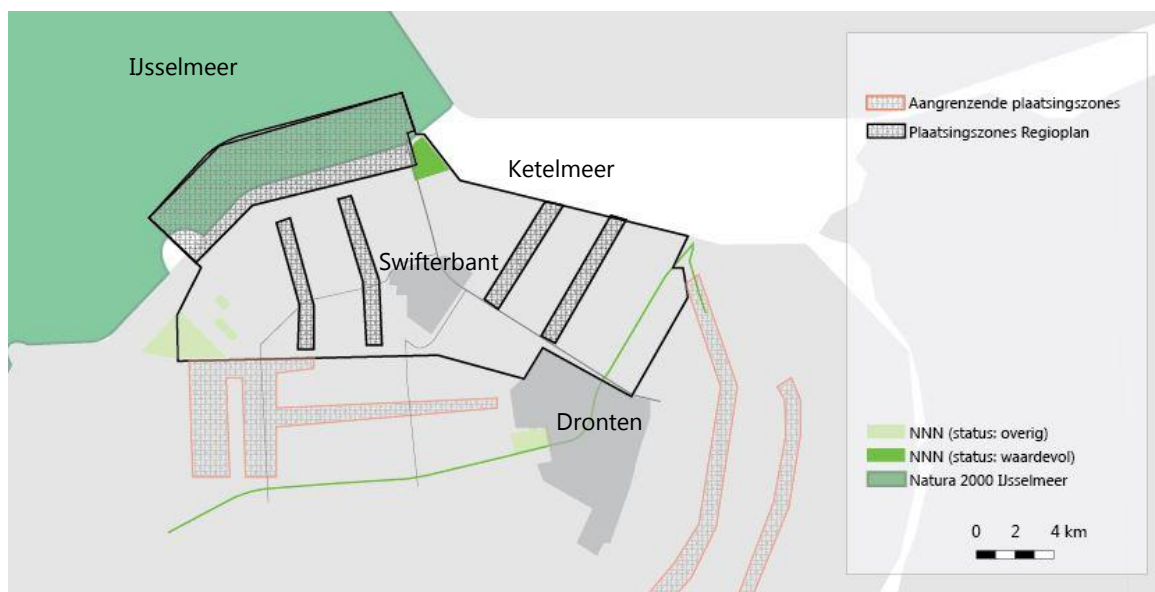 IJsselmeer
Ketelmeer
Swifterbant
Dronten
Aangrenzende plaatsingszones
Plaatsingszones Regioplan
NNN (status: overig)
NNN (status: waardevol)
Natura 2000 IJsselmeer
0 2 4 km